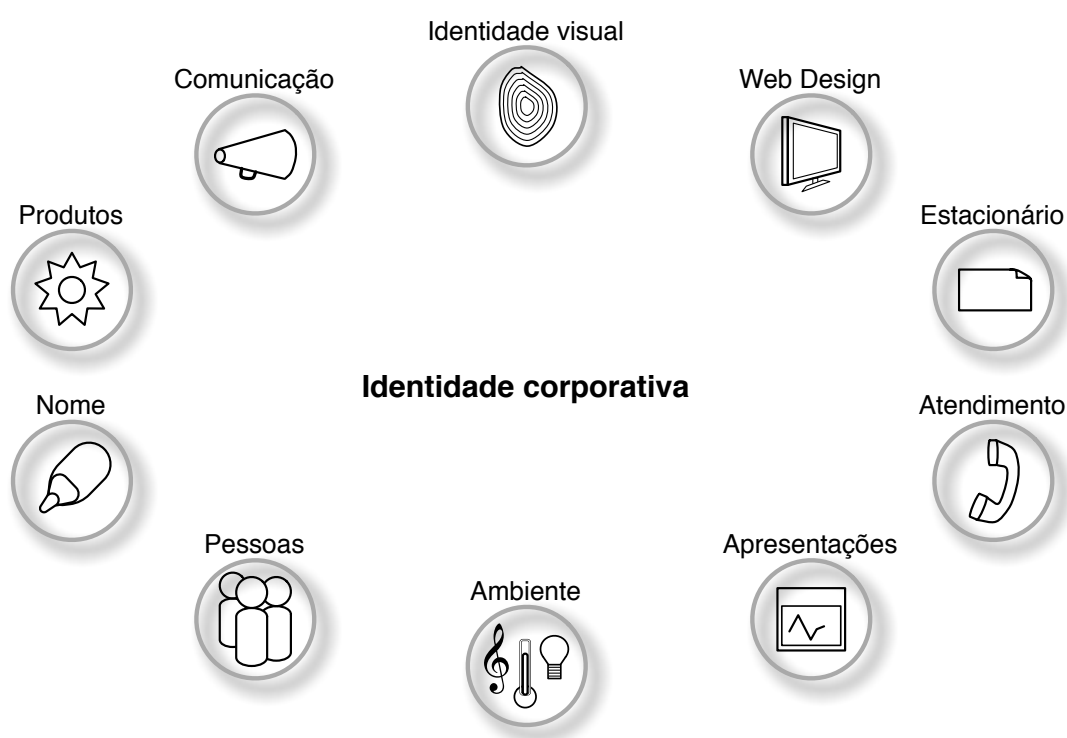 Identidade visual
Comunicação
Web Design
Produtos
Estacionário
Identidade corporativa
Nome
Atendimento
Pessoas
Apresentações
Ambiente